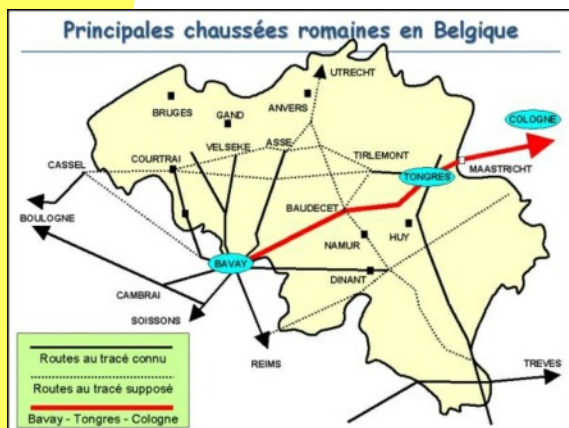 Principales chaussées romaines en Belgique
UTRECHT
BRUGES
GAND
ANVERS
COLOGNE
CASSEL
COURTRAI
VELSEKE
ASSE
TIRLEMONT
TONGRES
MAASTRICHT
BOULOGNE
BAUDECET
NAMUR
HUY
BAVAY
DINANT
CAMBRAI
SOISSONS
REIMS
TREVES
Routes au tracé connu
Routes au tracé supposé
Bavay - Tongres - Cologne